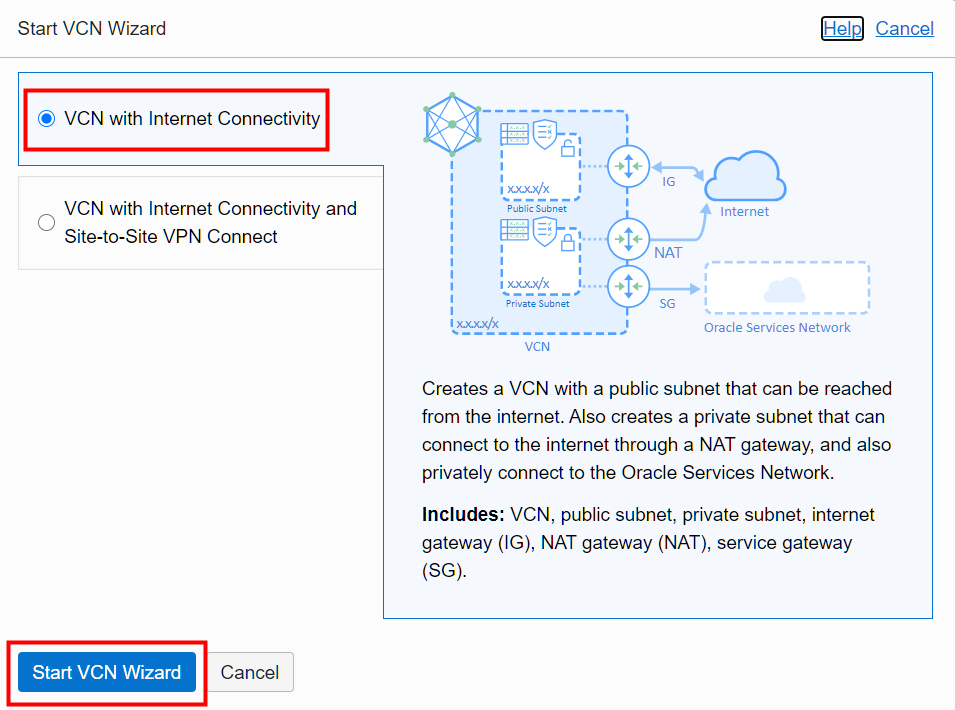 Start VCN Wizard
Help Cancel
VCN with Internet Connectivity
VCN with Internet Connectivity and
Site-to-Site VPN Connect
x.x.x.x/x
Public Subnet
IG
Internet
NAT
x.x.x.x/x
Private Subnet
SG
x.x.x.x/x
Oracle Services Network
VCN
Creates a VCN with a public subnet that can be reached
from the internet. Also creates a private subnet that can
connect to the internet through a NAT gateway, and also
privately connect to the Oracle Services Network.
Includes: VCN, public subnet, private subnet, internet
gateway (IG), NAT gateway (NAT), service gateway
(SG).
Start VCN Wizard
Cancel